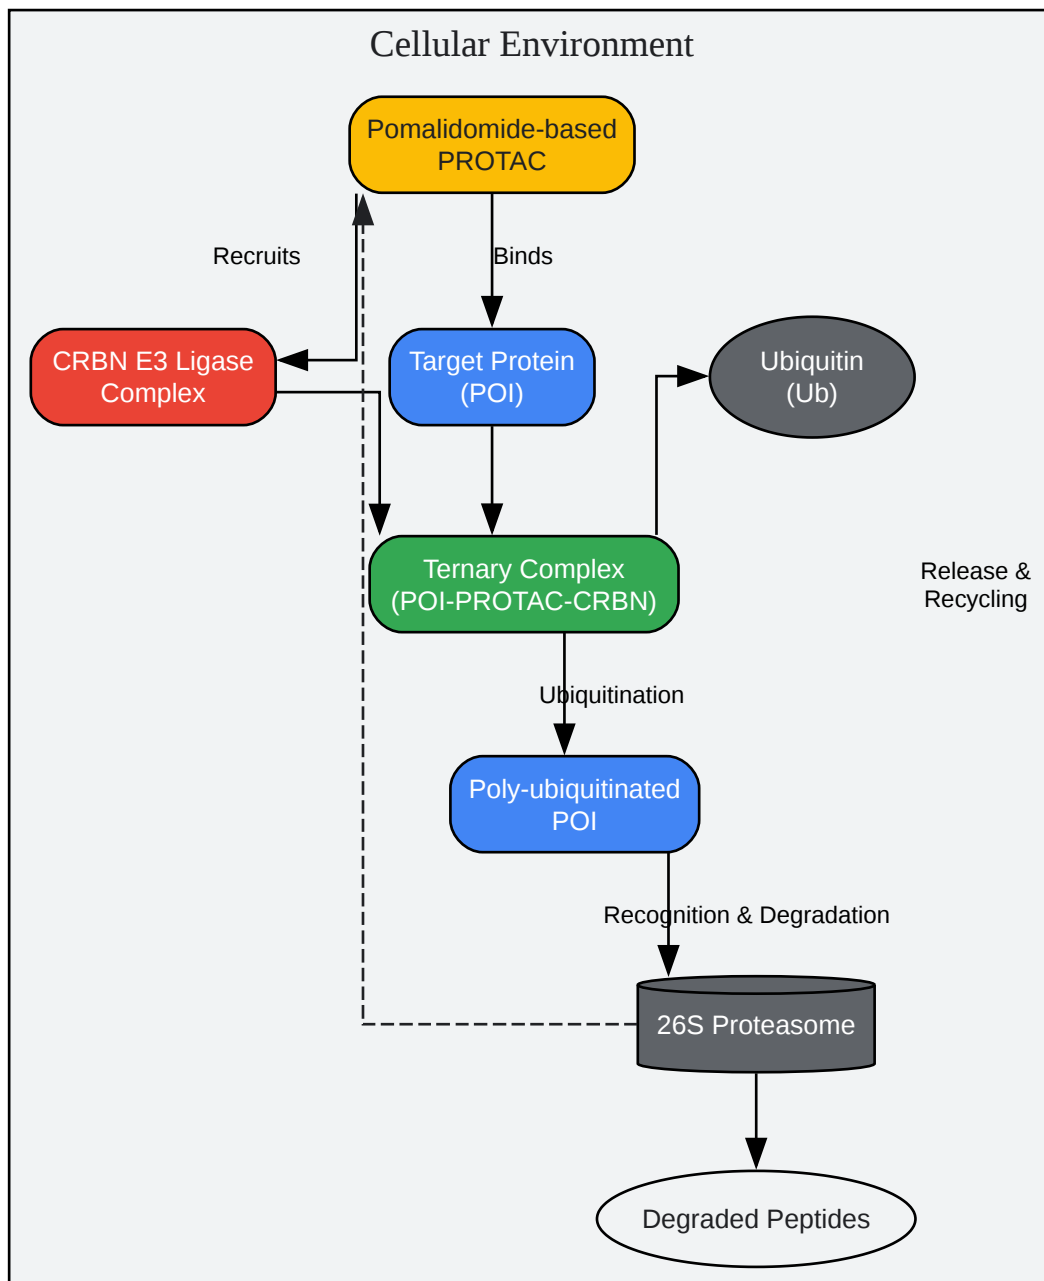 Cellular Environment
Pomalidomide-based
PROTAC
Recruits
Binds
CRBN E3 Ligase
Complex
Target Protein
(POI)
Ubiquitin
(Ub)
Ternary Complex
(POI-PROTAC-CRBN)
Release &
Recycling
Ubiquitination
Poly-ubiquitinated
POI
Recognition & Degradation
26S Proteasome
Degraded Peptides